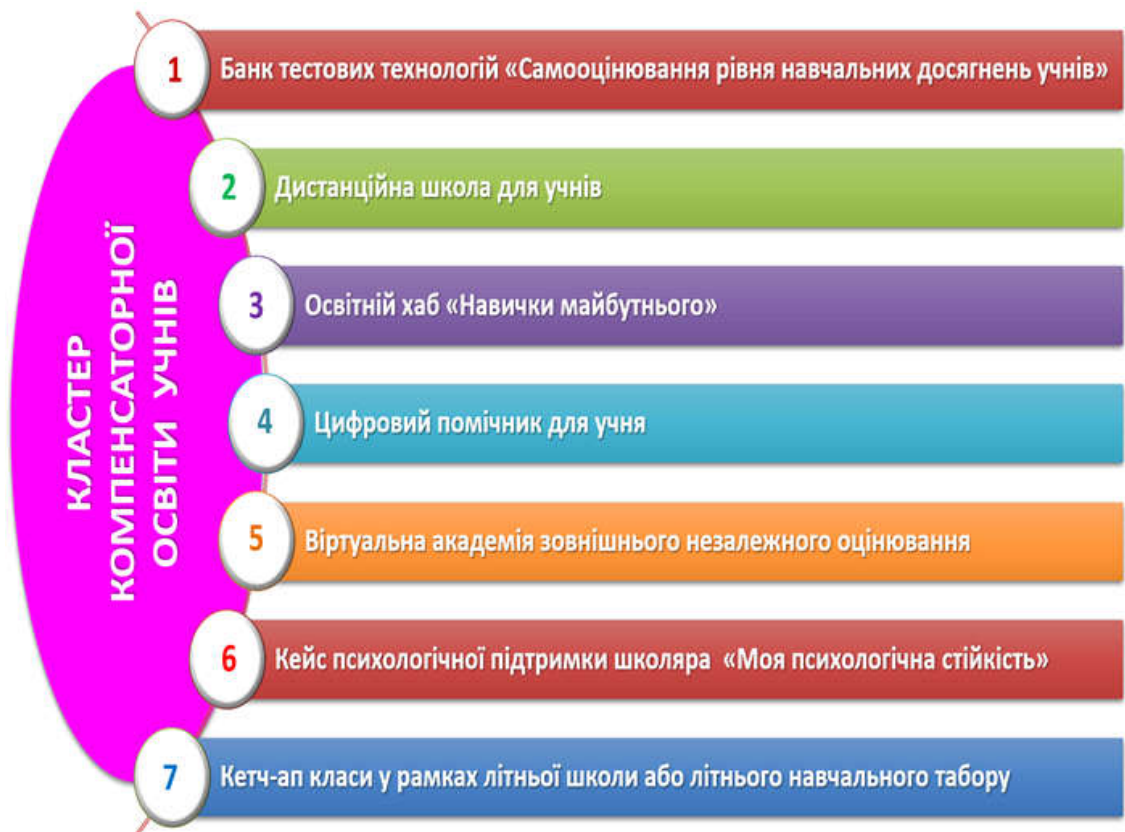 КЛАСТЕР
КОМПЕНСАТОРНОЇ
ОСВІТИ УЧНІВ
1 Банк тестових технологій «Самооцінювання рівня навчальних досягнень учнів»
2 Дистанційна школа для учнів
3 Освітній хаб «Навички майбутнього»
4 Цифровий помічник для учня
5 Віртуальна академія зовнішнього незалежного оцінювання
6 Кейс психологічної підтримки школяра «Моя психологічна стійкість»
7 Кетч-ап класи у рамках літньої школи або літнього навчального табору